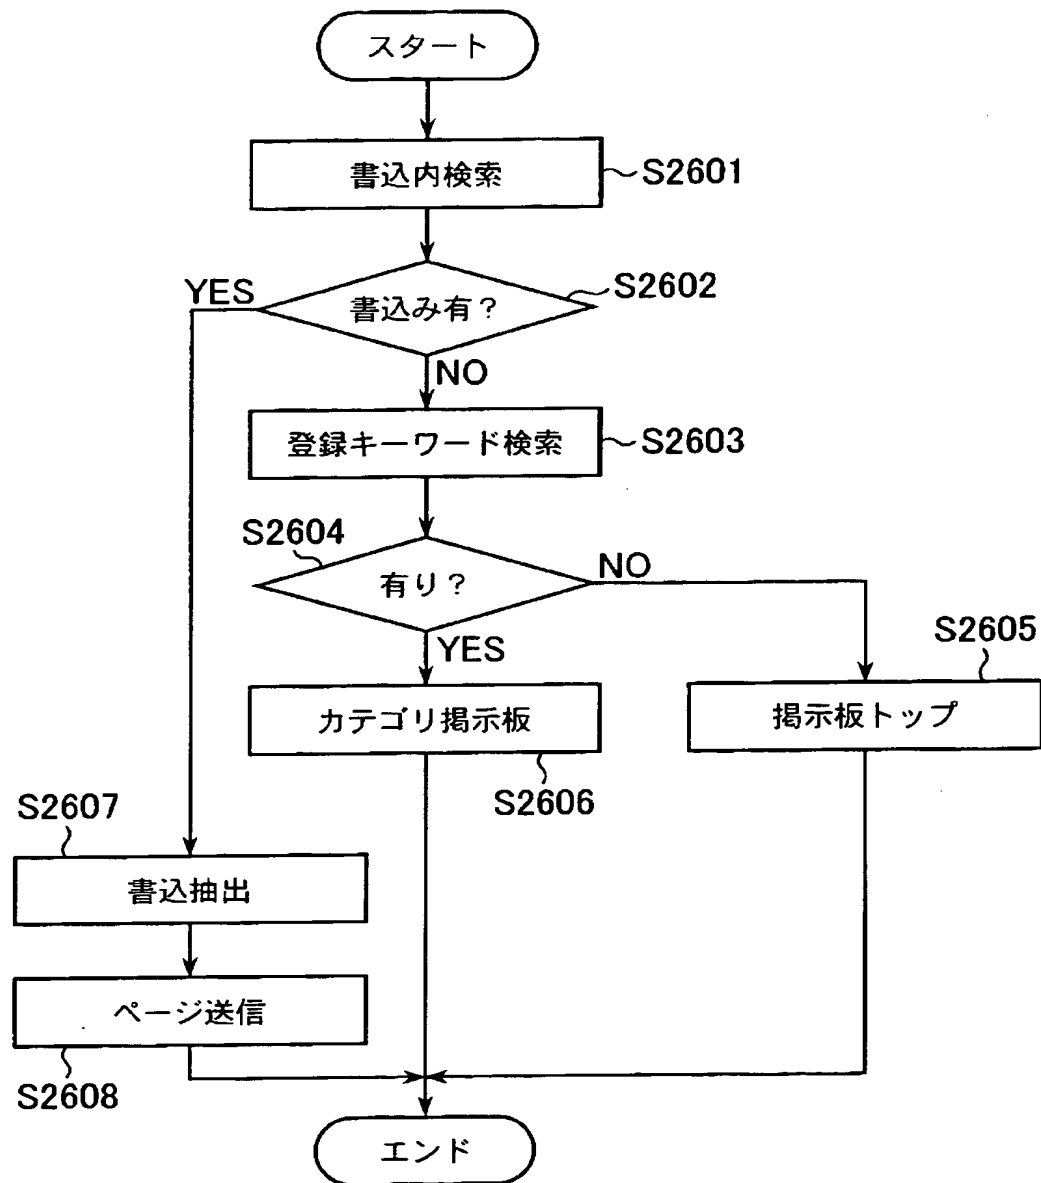 スタート
書込内検索
S2601
書込み有?
S2602
YES
NO
登録キーワード検索
S2603
S2604
有り?
NO
YES
S2605
カテゴリ掲示板
掲示板トップ
S2606
S2607
書込抽出
ページ送信
S2608
エンド